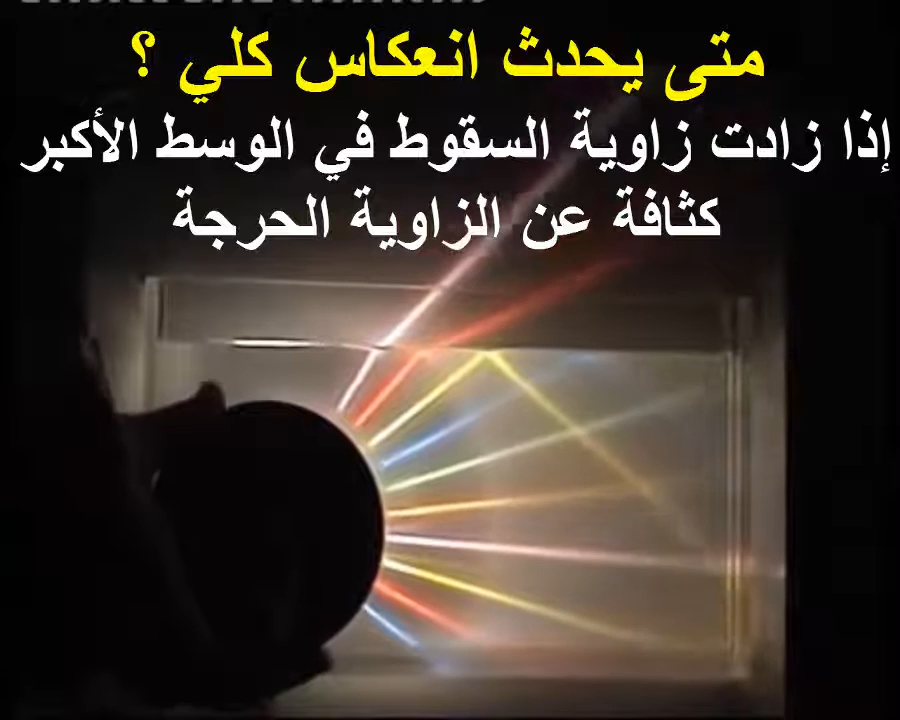 متى يحدث انعكاس كلي ؟
إذا زادت زاوية السقوط في الوسط الأكبر
كثافة عن الزاوية الحرجة